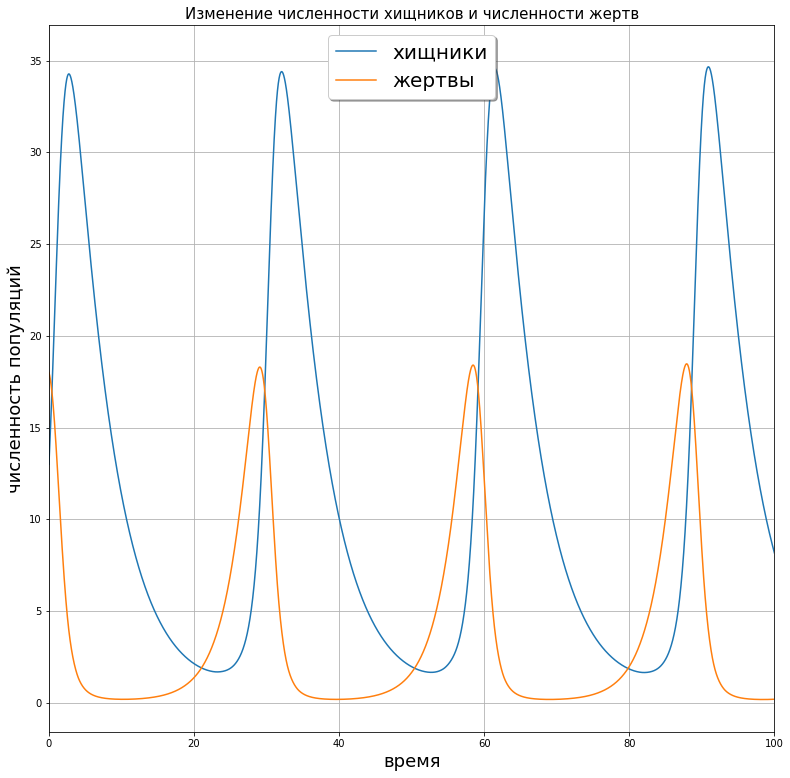 Изменение численности хищников и численности жертв
хищники
жертвы
численность популяций
35
30
25
20
15
10
5
0
0 20 40 60 80 100
время